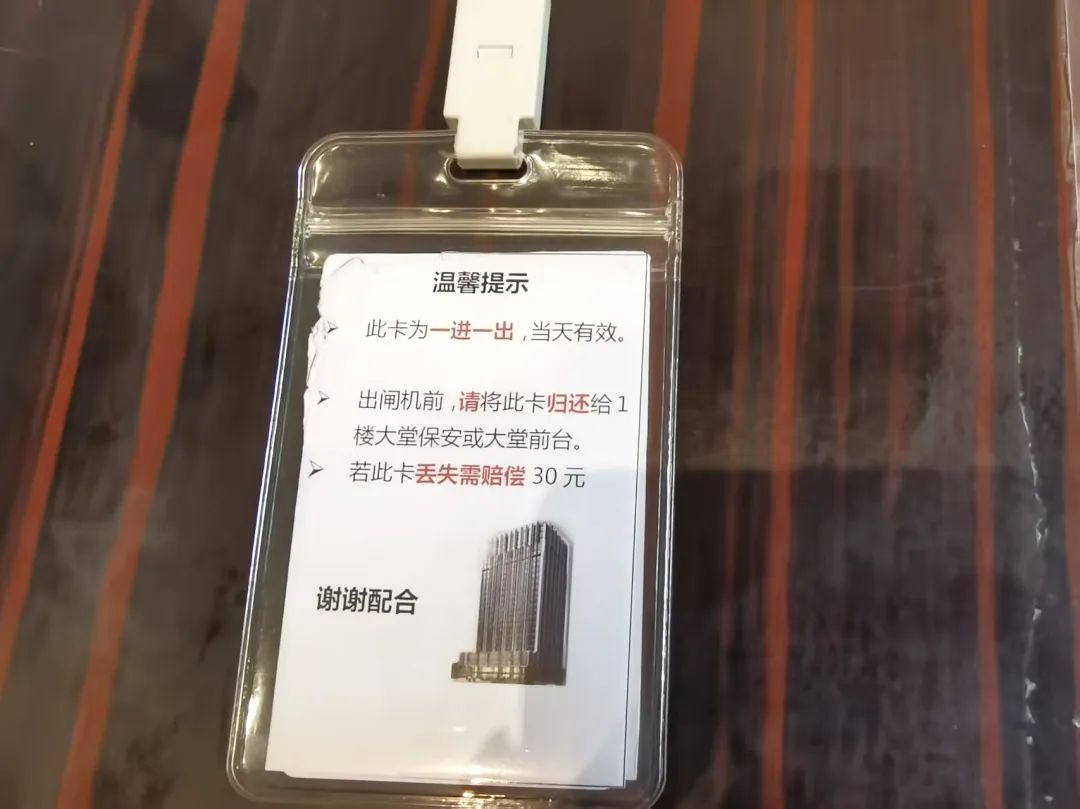 温馨提示
➢ 此卡为一进一出,当天有效。
➢ 出闸机前,请将此卡归还给1
楼大堂保安或大堂前台。
➢ 若此卡丢失需赔偿 30 元
谢谢配合